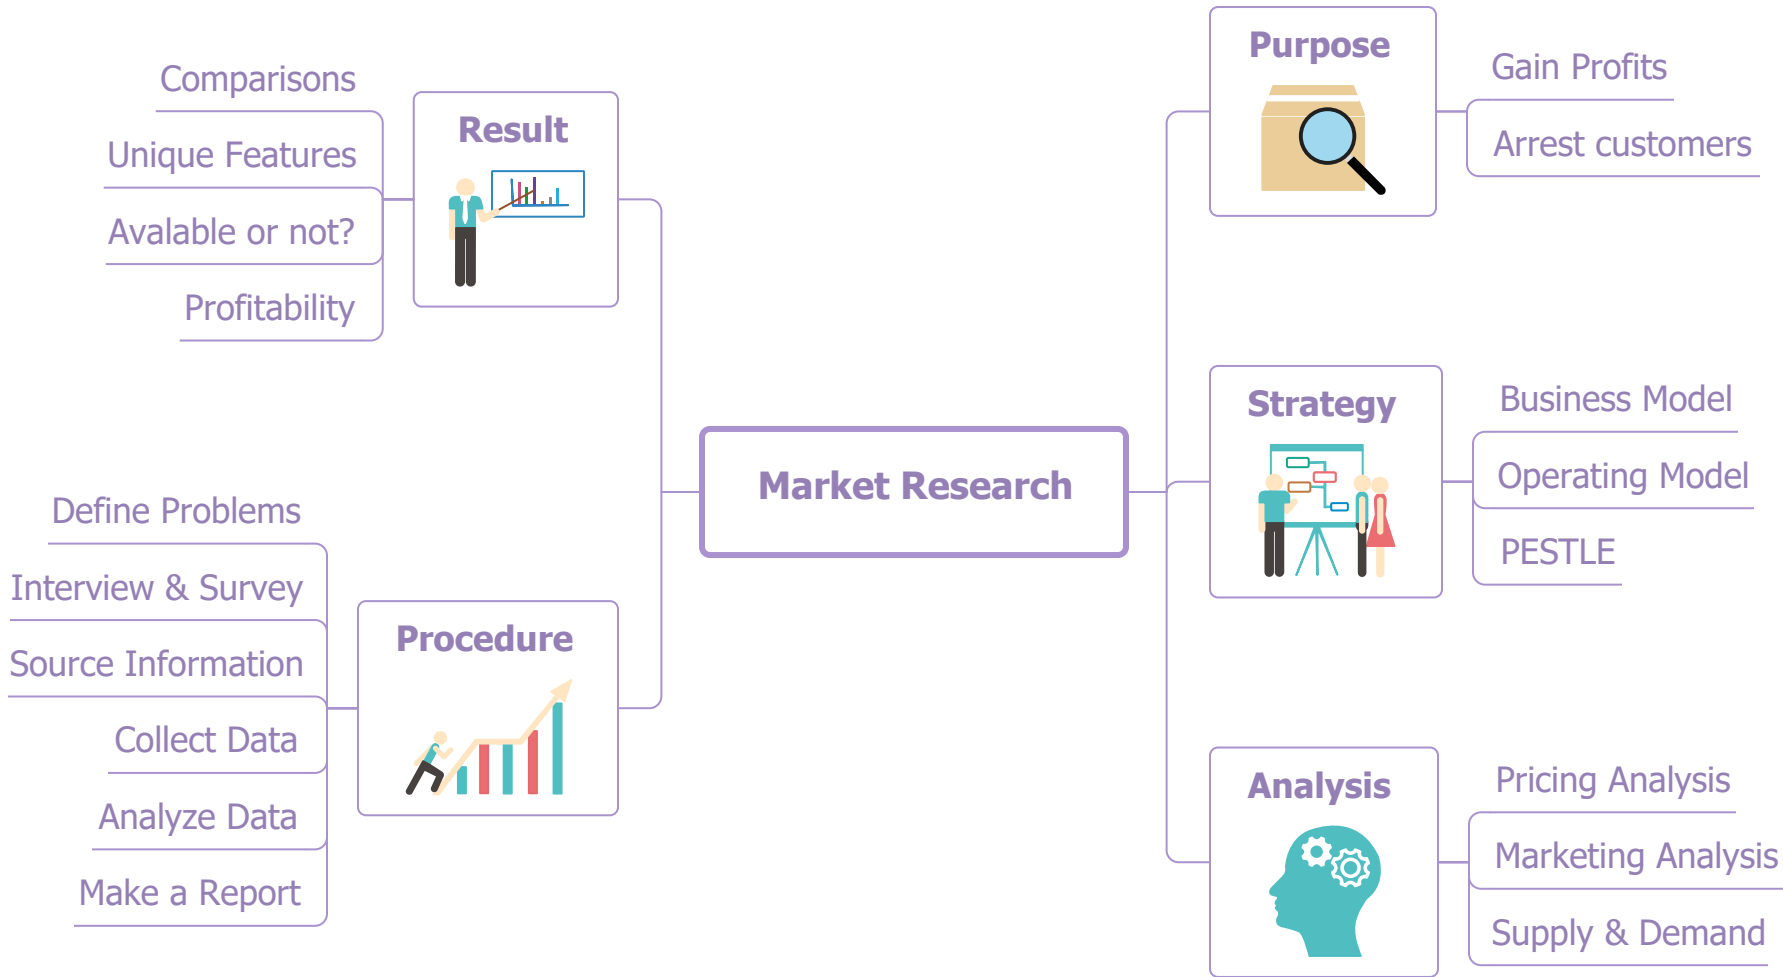 Market Research
Purpose
Gain Profits
Arrest customers
Strategy
Business Model
Operating Model
PESTLE
Analysis
Pricing Analysis
Marketing Analysis
Supply & Demand
Result
Comparisons
Unique Features
Avalable or not?
Profitability
Procedure
Define Problems
Interview & Survey
Source Information
Collect Data
Analyze Data
Make a Report